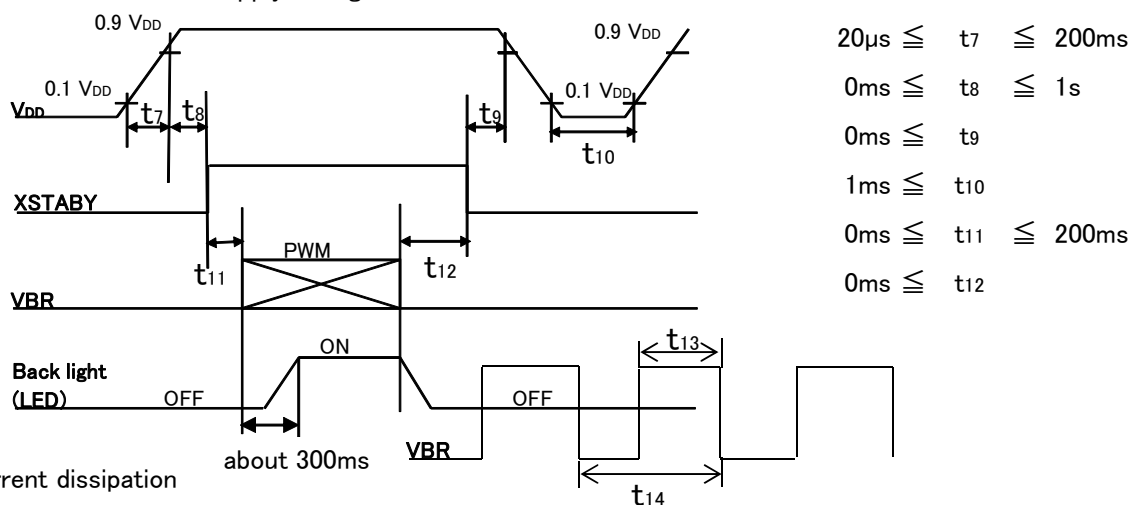 0.9 VDD
0.9 VDD
0.1 VDD
0.1 VDD
VDD
t7
t8
t9
t10
XSTABY
t11
PWM
t12
VBR
Back light
(LED)
OFF
ON
OFF
about 300ms
t13
VBR
t14
rrent dissipation
20µs ≦ t7 ≦ 200ms
0ms ≦ t8 ≦ 1s
0ms ≦ t9
1ms ≦ t10
0ms ≦ t11 ≦ 200ms
0ms ≦ t12